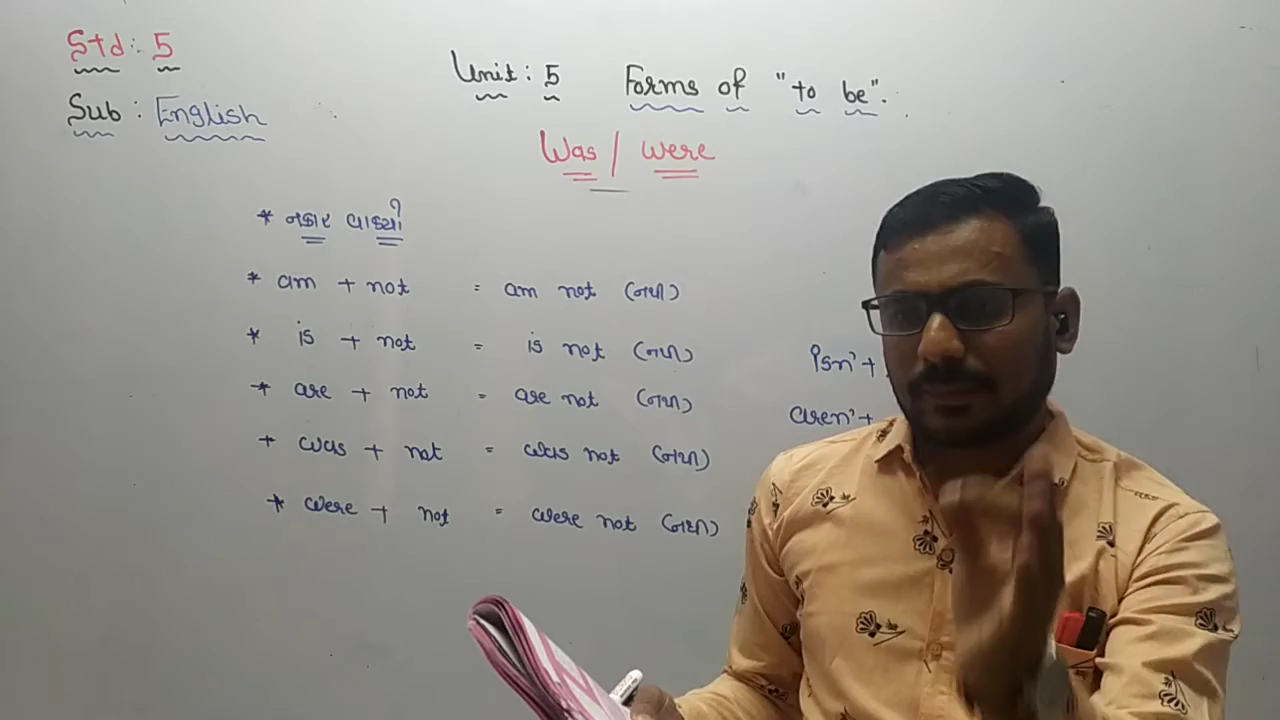 Std : 5
Sub : English
Unit : 5 Forms of "to be".
Was / were
* નકાર વાક્યો
* am + not = am not (નથી)
* is + not = is not (નથી)
* are + not = are not (નથી)
* was + not = was not (નથી)
* were + not = were not (નથી)
isn't
aren't